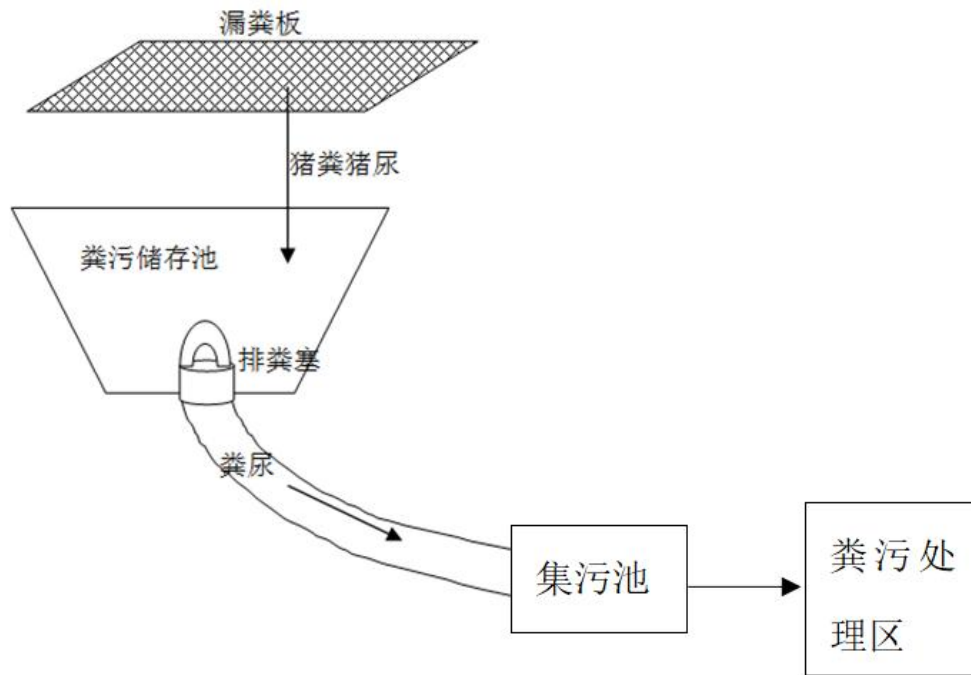 漏粪板
猪粪猪尿
粪污储存池
排粪塞
粪尿
集污池
粪污处
理区